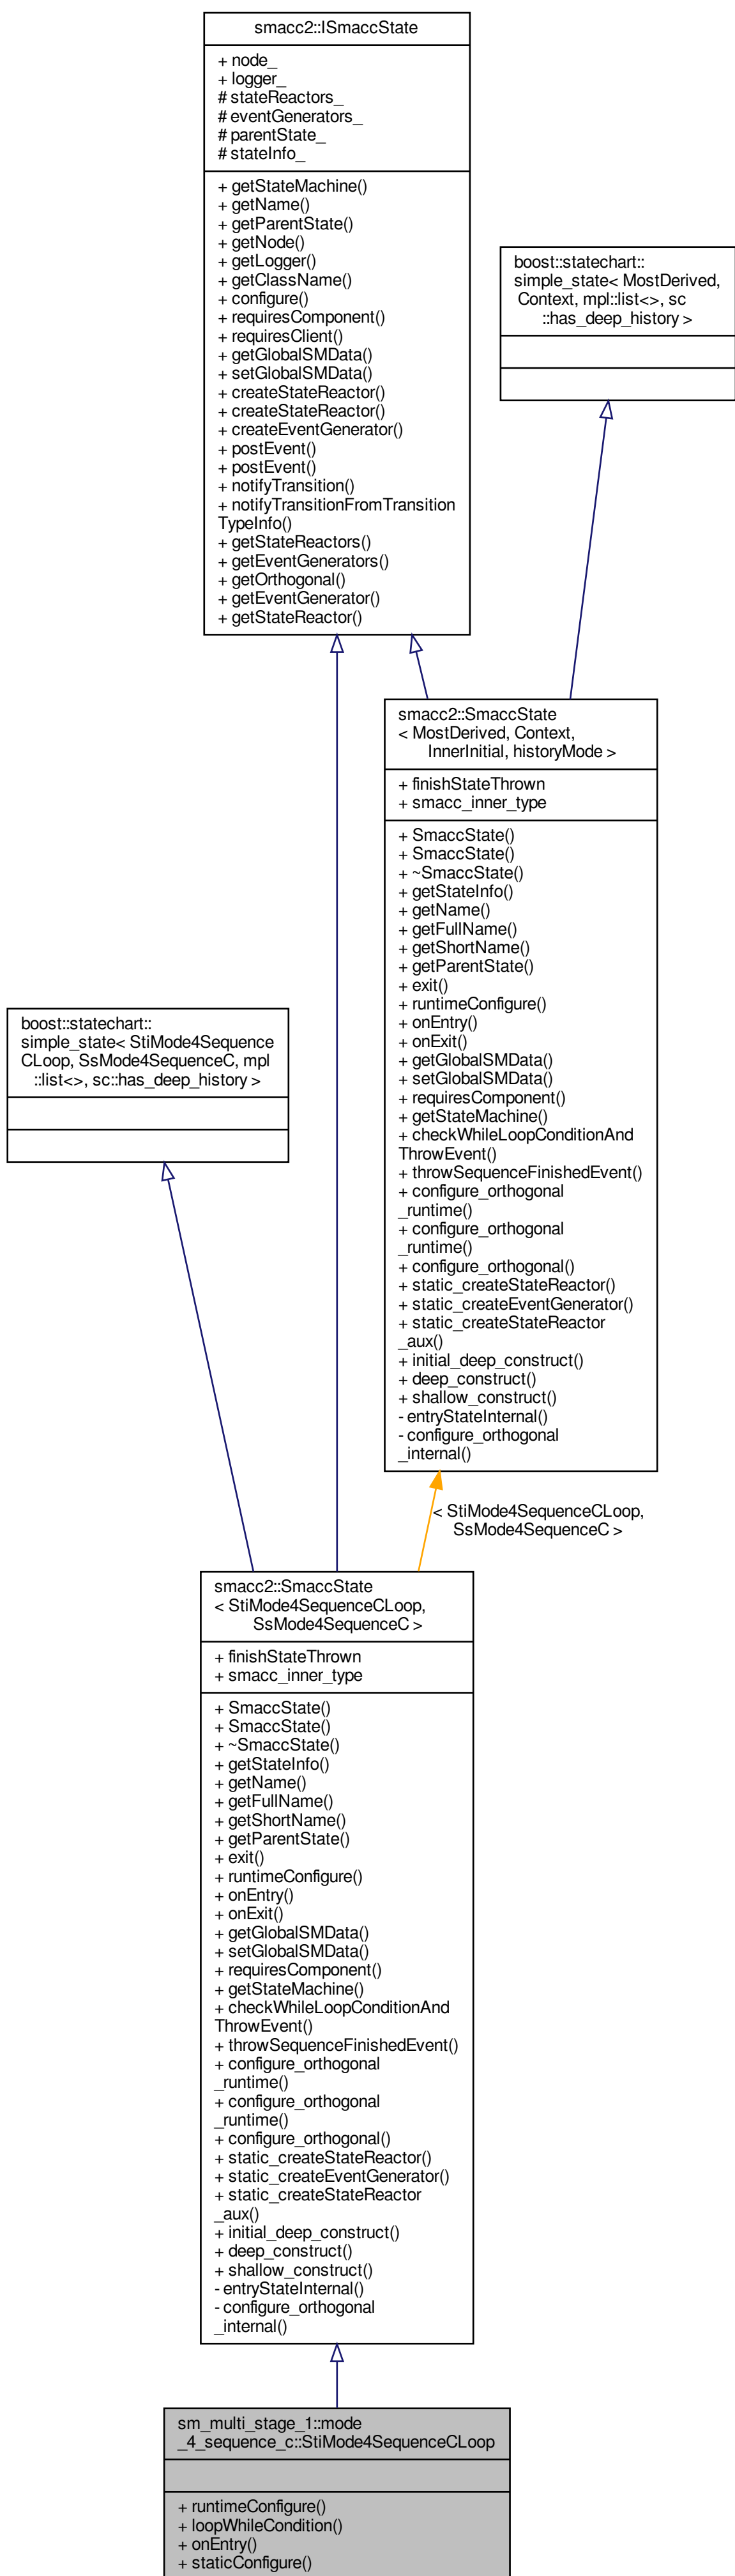 smacc2::ISmaccState
+ node_
+ logger_
# stateReactors_
# eventGenerators_
# parentState_
# stateInfo_
+ getStateMachine()
+ getName()
+ getParentState()
+ getNode()
+ getLogger()
+ getClassName()
+ configure()
+ requiresComponent()
+ requiresClient()
+ getGlobalSMData()
+ setGlobalSMData()
+ createStateReactor()
+ createStateReactor()
+ createEventGenerator()
+ postEvent()
+ postEvent()
+ notifyTransition()
+ notifyTransitionFromTransition
TypeInfo()
+ getStateReactors()
+ getEventGenerators()
+ getOrthogonal()
+ getEventGenerator()
+ getStateReactor()
boost::statechart::
simple_state< MostDerived,
Context, mpl::list<>, sc
::has_deep_history >
smacc2::SmaccState
< MostDerived, Context,
InnerInitial, historyMode >
+ finishStateThrown
+ smacc_inner_type
+ SmaccState()
+ SmaccState()
+ ~SmaccState()
+ getStateInfo()
+ getName()
+ getFullName()
+ getShortName()
+ getParentState()
+ exit()
+ runtimeConfigure()
+ onEntry()
+ onExit()
+ getGlobalSMData()
+ setGlobalSMData()
+ requiresComponent()
+ getStateMachine()
+ checkWhileLoopConditionAnd
ThrowEvent()
+ throwSequenceFinishedEvent()
+ configure_orthogonal
_runtime()
+ configure_orthogonal
_runtime()
+ configure_orthogonal()
+ static_createStateReactor()
+ static_createEventGenerator()
+ static_createStateReactor
_aux()
+ initial_deep_construct()
+ deep_construct()
+ shallow_construct()
- entryStateInternal()
- configure_orthogonal
_internal()
boost::statechart::
simple_state< StiMode4Sequence
CLoop, SsMode4SequenceC, mpl
::list<>, sc::has_deep_history >
< StiMode4SequenceCLoop,
SsMode4SequenceC >
smacc2::SmaccState
< StiMode4SequenceCLoop,
SsMode4SequenceC >
+ finishStateThrown
+ smacc_inner_type
+ SmaccState()
+ SmaccState()
+ ~SmaccState()
+ getStateInfo()
+ getName()
+ getFullName()
+ getShortName()
+ getParentState()
+ exit()
+ runtimeConfigure()
+ onEntry()
+ onExit()
+ getGlobalSMData()
+ setGlobalSMData()
+ requiresComponent()
+ getStateMachine()
+ checkWhileLoopConditionAnd
ThrowEvent()
+ throwSequenceFinishedEvent()
+ configure_orthogonal
_runtime()
+ configure_orthogonal
_runtime()
+ configure_orthogonal()
+ static_createStateReactor()
+ static_createEventGenerator()
+ static_createStateReactor
_aux()
+ initial_deep_construct()
+ deep_construct()
+ shallow_construct()
- entryStateInternal()
- configure_orthogonal
_internal()
sm_multi_stage_1::mode
_4_sequence_c::StiMode4SequenceCLoop
+ runtimeConfigure()
+ loopWhileCondition()
+ onEntry()
+ staticConfigure()